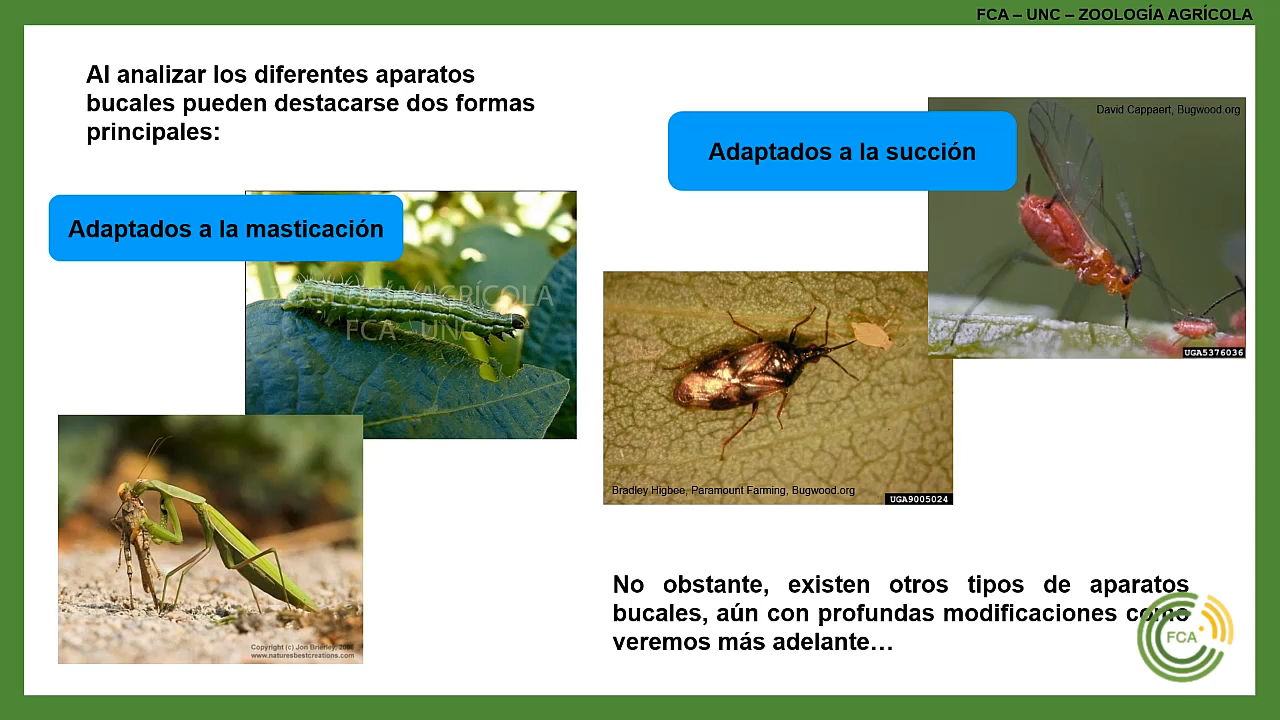 FCA – UNC – ZOOLOGÍA AGRÍCOLA
Al analizar los diferentes aparatos
bucales pueden destacarse dos formas
principales:
Adaptados a la succión
David Cappaert, Bugwood.org
UGA5376036
Adaptados a la masticación
ZOOLOGÍA AGRÍCOLA
FCA - UNC
Bradley Higbee, Paramount Farming, Bugwood.org
UGA9005024
Copyright (c) Jon Brierley,
www.naturesbestcreations.com
No obstante, existen otros tipos de aparatos
bucales, aún con profundas modificaciones como
veremos más adelante…
FCA